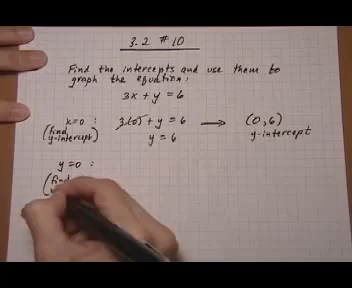 3.2 #10
Find the intercepts and use them to
graph the equation:
3x + y = 6
x=0 : 3(0) + y = 6 → (0,6)
(find y-intercept) y = 6 y-intercept
y=0 :
(find